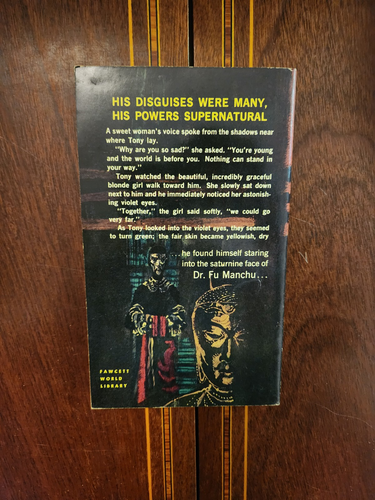 HIS DISGUISES WERE MANY,
HIS POWERS SUPERNATURAL
A sweet woman's voice spoke from the shadows near
where Tony lay.
"Why are you so sad?" she asked. "You're young
and the world is before you. Nothing can stand in
your way."
Tony watched the beautiful, incredibly graceful
blonde girl walk toward him. She slowly sat down
next to him and he immediately noticed her astonish-
ing violet eyes.
"Together," the girl said softly, "we could go
very far."
As Tony looked into the violet eyes, they seemed
to turn green; the fair skin became yellowish, dry
...he found himself staring
into the saturnine face of
Dr. Fu Manchu...
FAWCETT
WORLD
LIBRARY